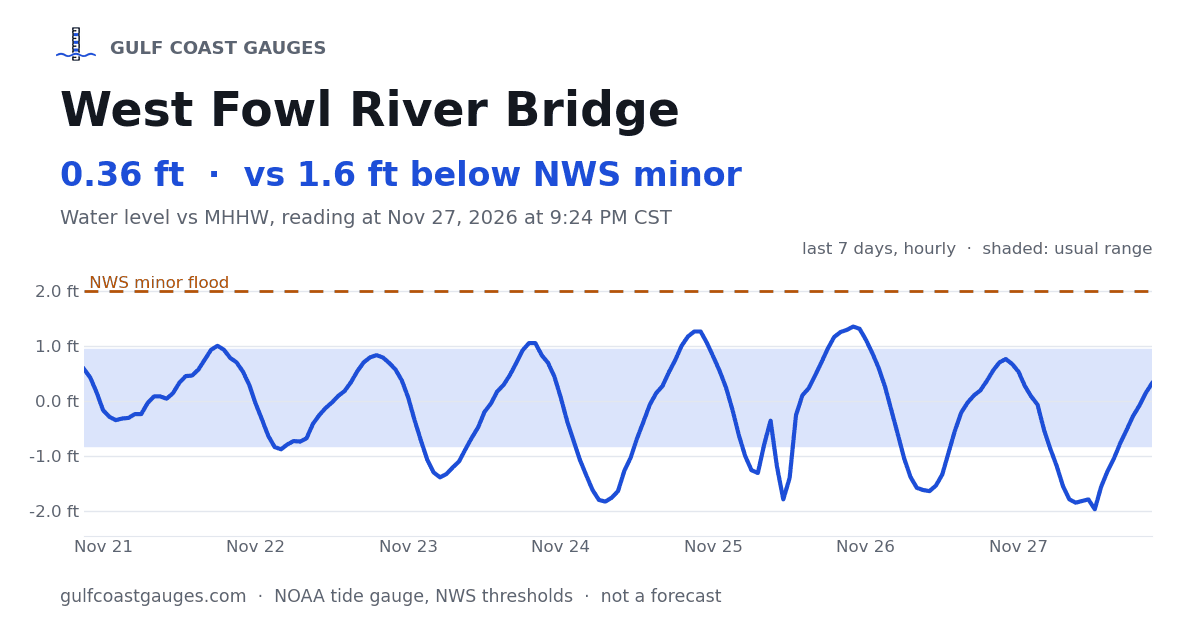 GULF COAST GAUGES
West Fowl River Bridge
0.36 ft · vs 1.6 ft below NWS minor
Water level vs MHHW, reading at Nov 27, 2026 at 9:24 PM CST
last 7 days, hourly · shaded: usual range
NWS minor flood
2.0 ft
1.0 ft
0.0 ft
-1.0 ft
-2.0 ft
Nov 21 Nov 22 Nov 23 Nov 24 Nov 25 Nov 26 Nov 27
gulfcoastgauges.com · NOAA tide gauge, NWS thresholds · not a forecast